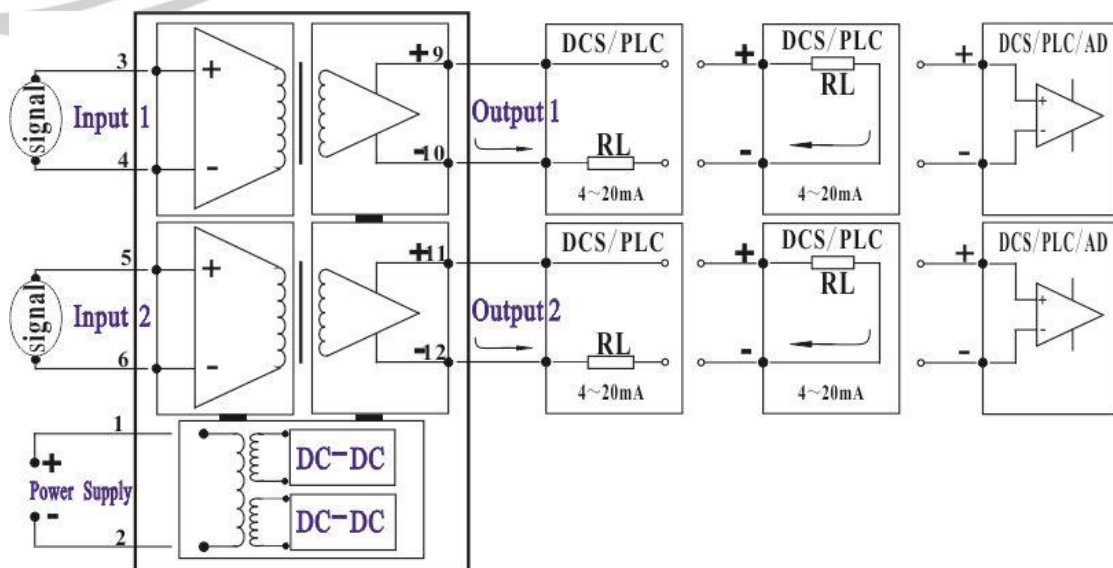 DCS/PLC
DCS/PLC
DCS/PLC/AD
3
+
+
9
+
+
signal
Input 1
Output 1
RL
+
-
4
-
-
10
RL
-
-
4~20mA
4~20mA
DCS/PLC
DCS/PLC
DCS/PLC/AD
5
+
+
11
+
+
signal
Input 2
Output 2
RL
+
-
6
-
-
12
RL
-
-
4~20mA
4~20mA
1
+
DC-DC
Power Supply
-
DC-DC
2